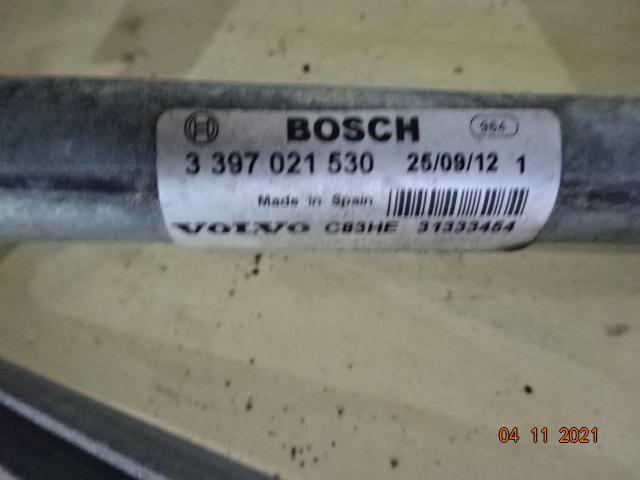 BOSCH
3 397 021 530 25/09/12 1
Made in Spain
VOLVO C83HE 31333454
04 11 2021